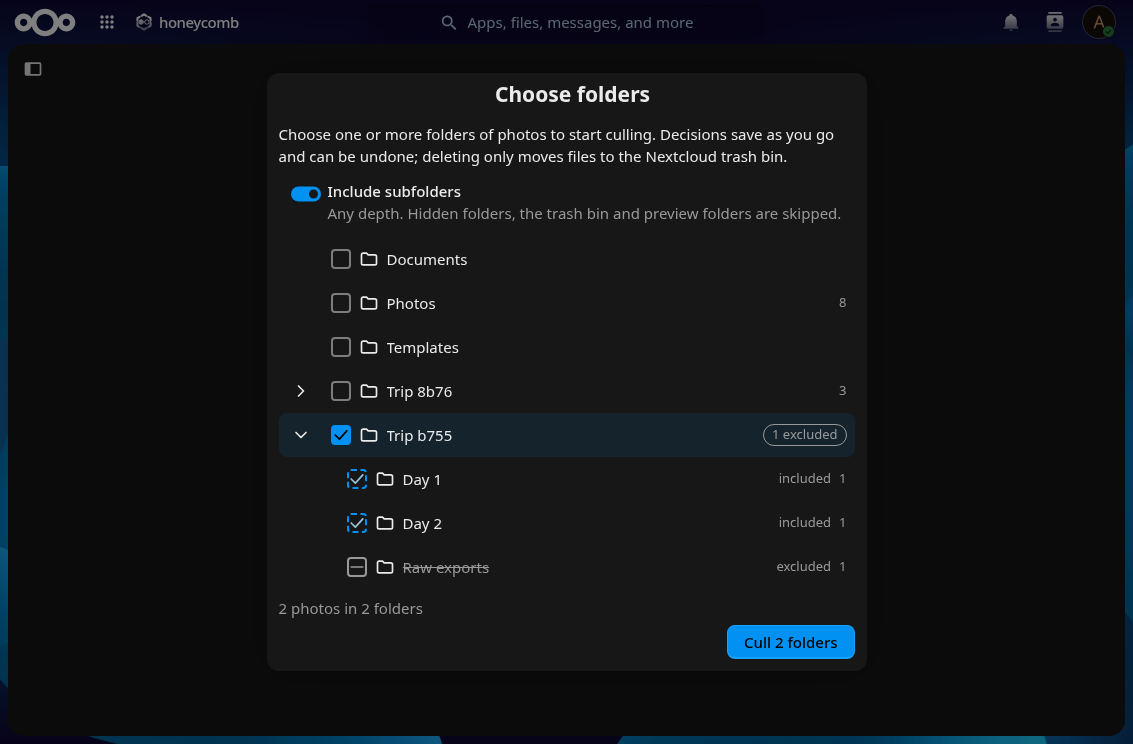 honeycomb
Apps, files, messages, and more
A
Choose folders
Choose one or more folders of photos to start culling. Decisions save as you go
and can be undone; deleting only moves files to the Nextcloud trash bin.
Include subfolders
Any depth. Hidden folders, the trash bin and preview folders are skipped.
Documents
Photos 8
Templates
Trip 8b76 3
Trip b755 1 excluded
Day 1 included 1
Day 2 included 1
Raw exports excluded 1
2 photos in 2 folders
Cull 2 folders